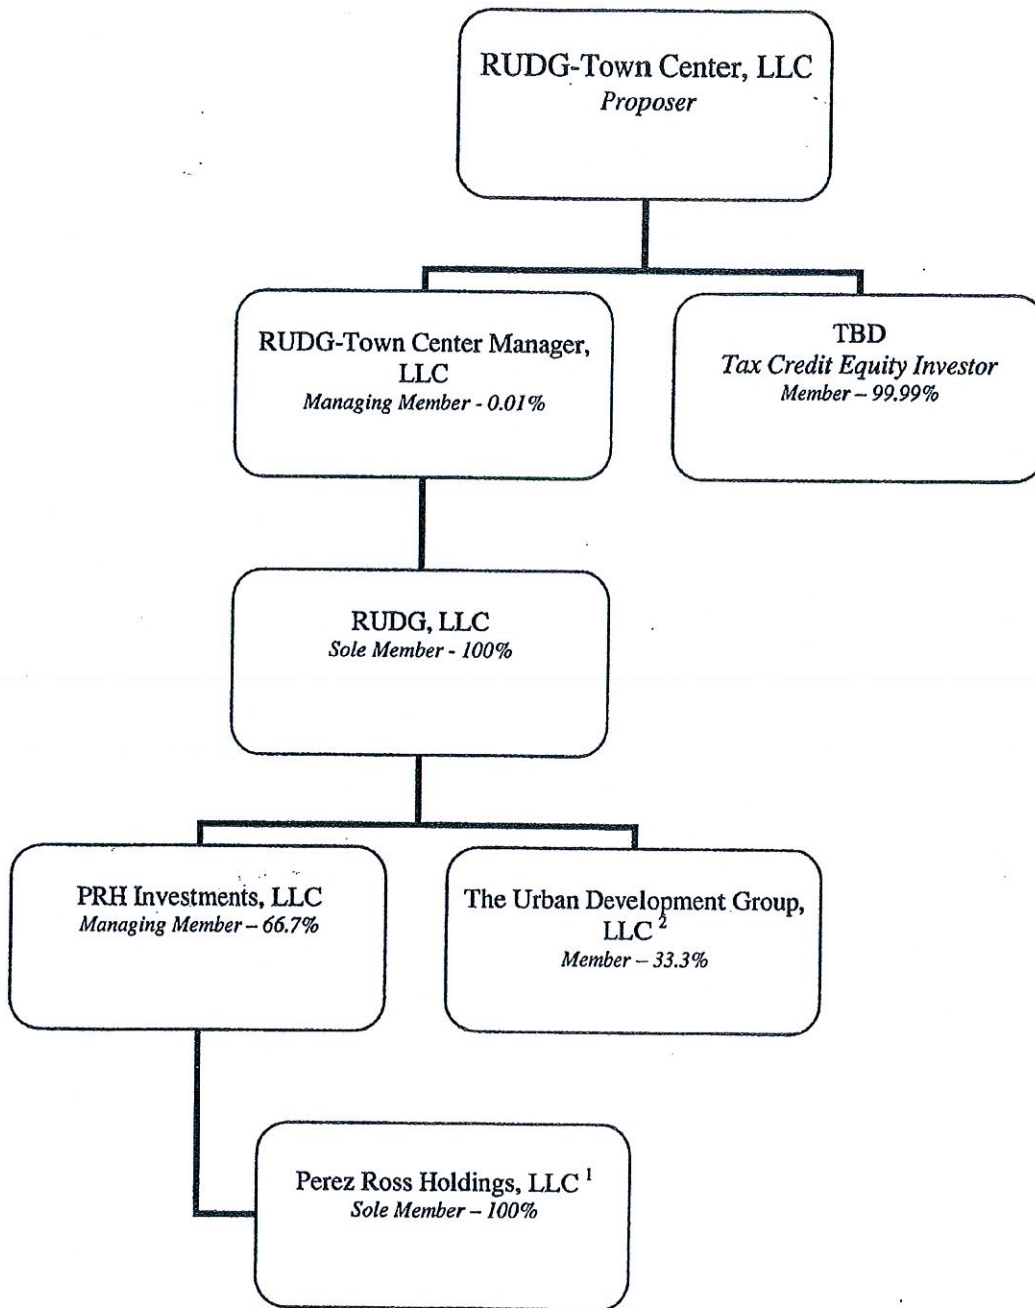 RUDG-Town Center, LLC
Proposer
RUDG-Town Center Manager,
LLC
Managing Member - 0.01%
TBD
Tax Credit Equity Investor
Member – 99.99%
RUDG, LLC
Sole Member - 100%
PRH Investments, LLC
Managing Member – 66.7%
The Urban Development Group,
LLC 2
Member – 33.3%
Perez Ross Holdings, LLC 1
Sole Member – 100%